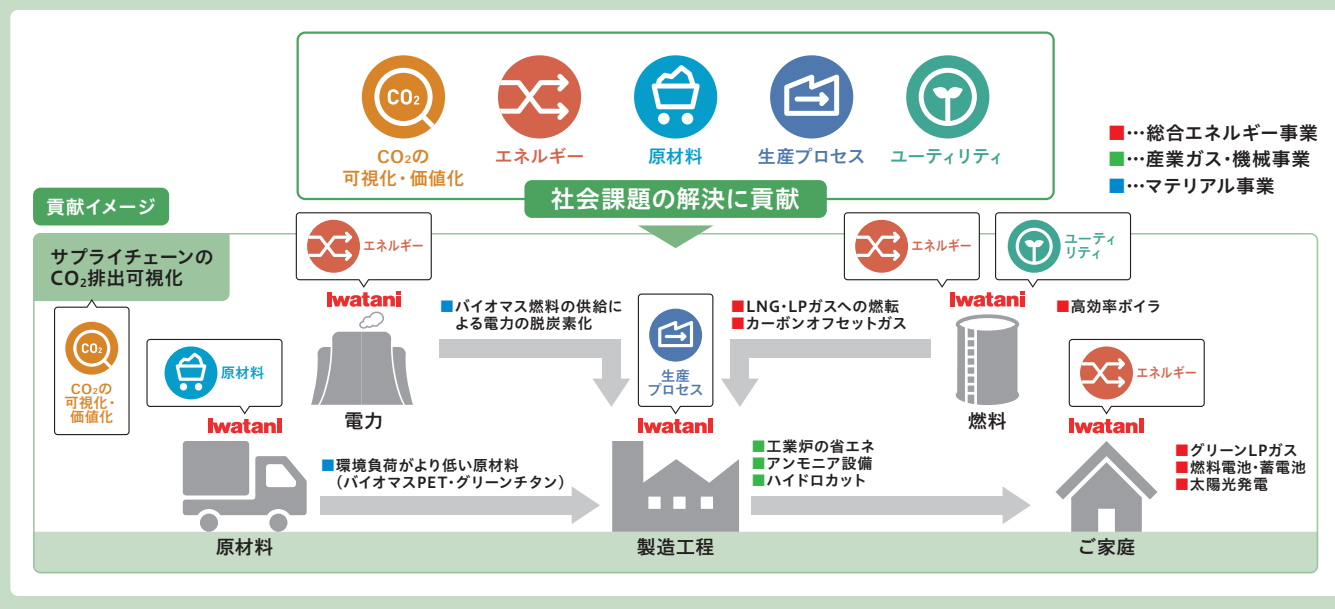 CO₂
CO₂の
可視化・価値化
エネルギー
原材料
生産プロセス
ユーティリティ
■…総合エネルギー事業
■…産業ガス・機械事業
■…マテリアル事業
社会課題の解決に貢献
貢献イメージ
サプライチェーンの
CO₂排出可視化
CO₂
CO₂の
可視化・
価値化
エネルギー
Iwatani
電力
■バイオマス燃料の供給に
よる電力の脱炭素化
原材料
Iwatani
原材料
■環境負荷がより低い原材料
（バイオマスPET・グリーンチタン）
生産
プロセス
Iwatani
製造工程
■LNG・LPガスへの燃転
■カーボンオフセットガス
エネルギー
Iwatani
燃料
ユーティ
リティ
■高効率ボイラ
■工業炉の省エネ
■アンモニア設備
■ハイドロカット
エネルギー
Iwatani
ご家庭
■グリーンLPガス
■燃料電池・蓄電池
■太陽光発電